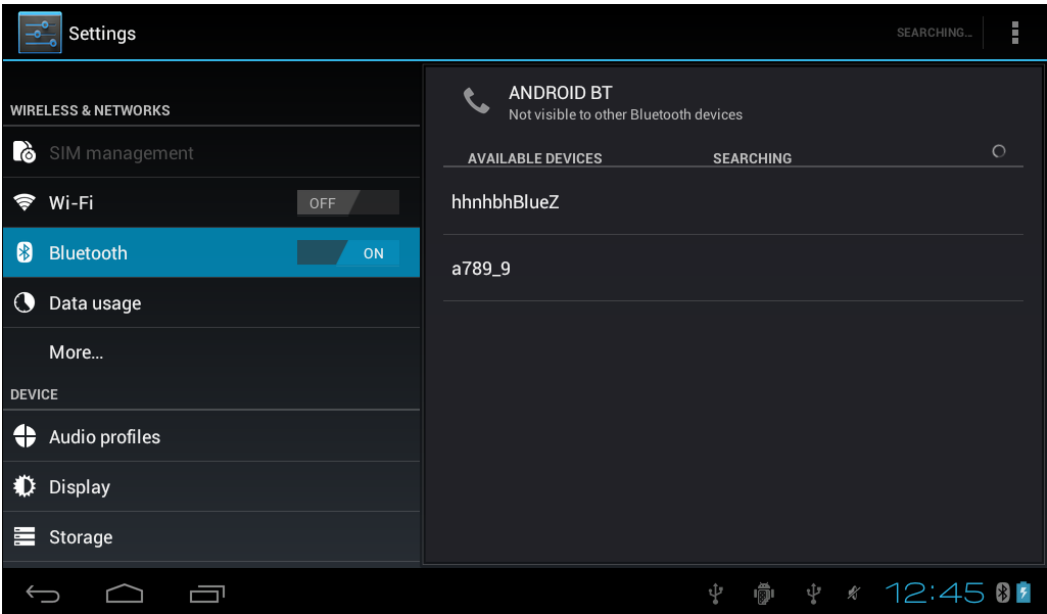 Settings
SEARCHING...
WIRELESS & NETWORKS
SIM management
Wi-Fi OFF
Bluetooth ON
Data usage
More...
DEVICE
Audio profiles
Display
Storage
ANDROID BT
Not visible to other Bluetooth devices
AVAILABLE DEVICES SEARCHING
hhnhbhBlueZ
a789_9
12:45